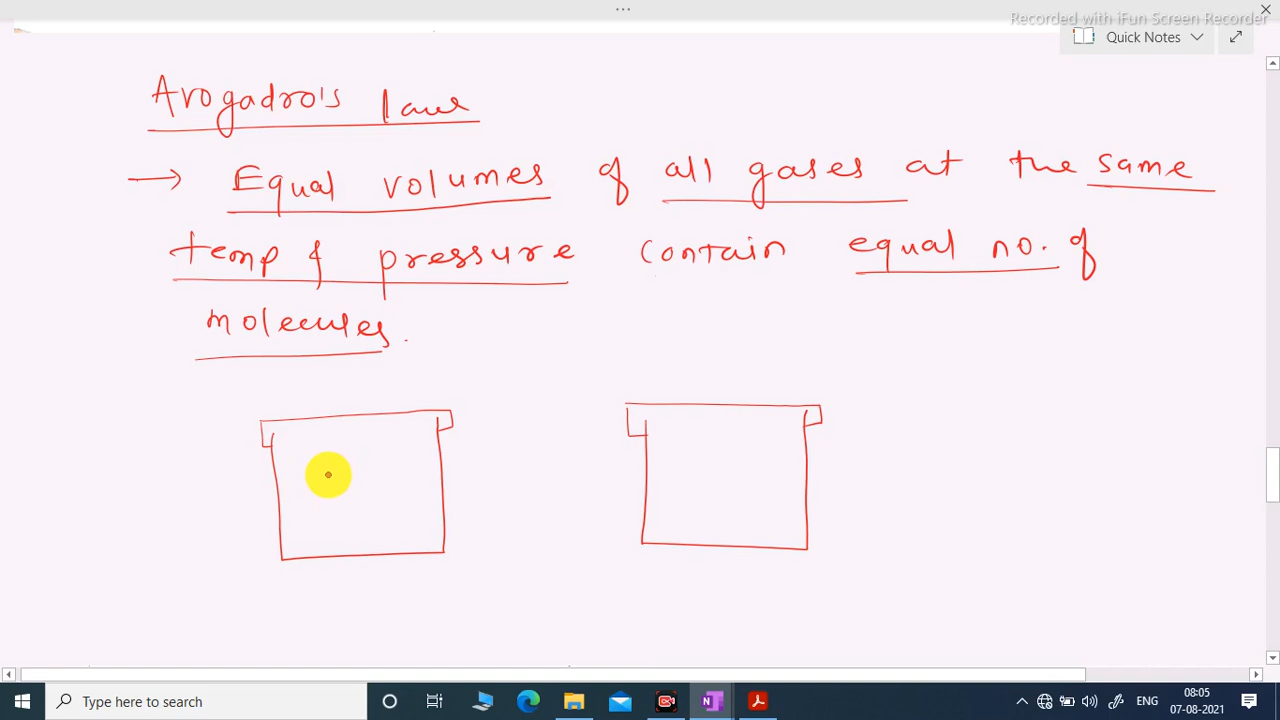 ...
Recorded with iFun Screen Recorder
Quick Notes
Avogadro's law
→ Equal volumes of all gases at the same
temp & pressure contain equal no. of
molecules.
Type here to search
ENG
08:05
07-08-2021